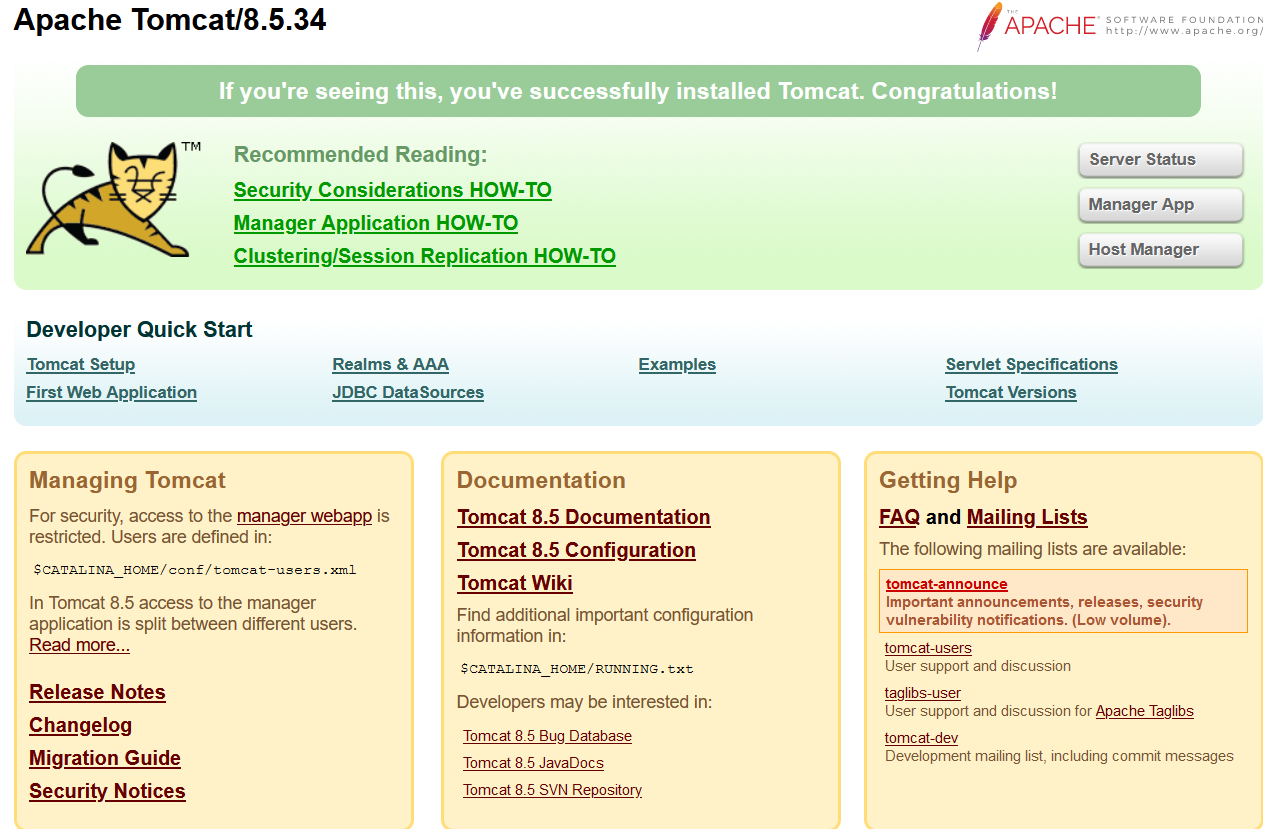 Apache Tomcat/8.5.34
THE APACHE® SOFTWARE FOUNDATION
http://www.apache.org/
If you're seeing this, you've successfully installed Tomcat. Congratulations!
TM
Recommended Reading:
Security Considerations HOW-TO
Manager Application HOW-TO
Clustering/Session Replication HOW-TO
Server Status
Manager App
Host Manager
Developer Quick Start
Tomcat Setup
First Web Application
Realms & AAA
JDBC DataSources
Examples
Servlet Specifications
Tomcat Versions
Managing Tomcat
For security, access to the manager webapp is
restricted. Users are defined in:
$CATALINA_HOME/conf/tomcat-users.xml
In Tomcat 8.5 access to the manager
application is split between different users.
Read more...
Release Notes
Changelog
Migration Guide
Security Notices
Documentation
Tomcat 8.5 Documentation
Tomcat 8.5 Configuration
Tomcat Wiki
Find additional important configuration
information in:
$CATALINA_HOME/RUNNING.txt
Developers may be interested in:
Tomcat 8.5 Bug Database
Tomcat 8.5 JavaDocs
Tomcat 8.5 SVN Repository
Getting Help
FAQ and Mailing Lists
The following mailing lists are available:
tomcat-announce
Important announcements, releases, security
vulnerability notifications. (Low volume).
tomcat-users
User support and discussion
taglibs-user
User support and discussion for Apache Taglibs
tomcat-dev
Development mailing list, including commit messages